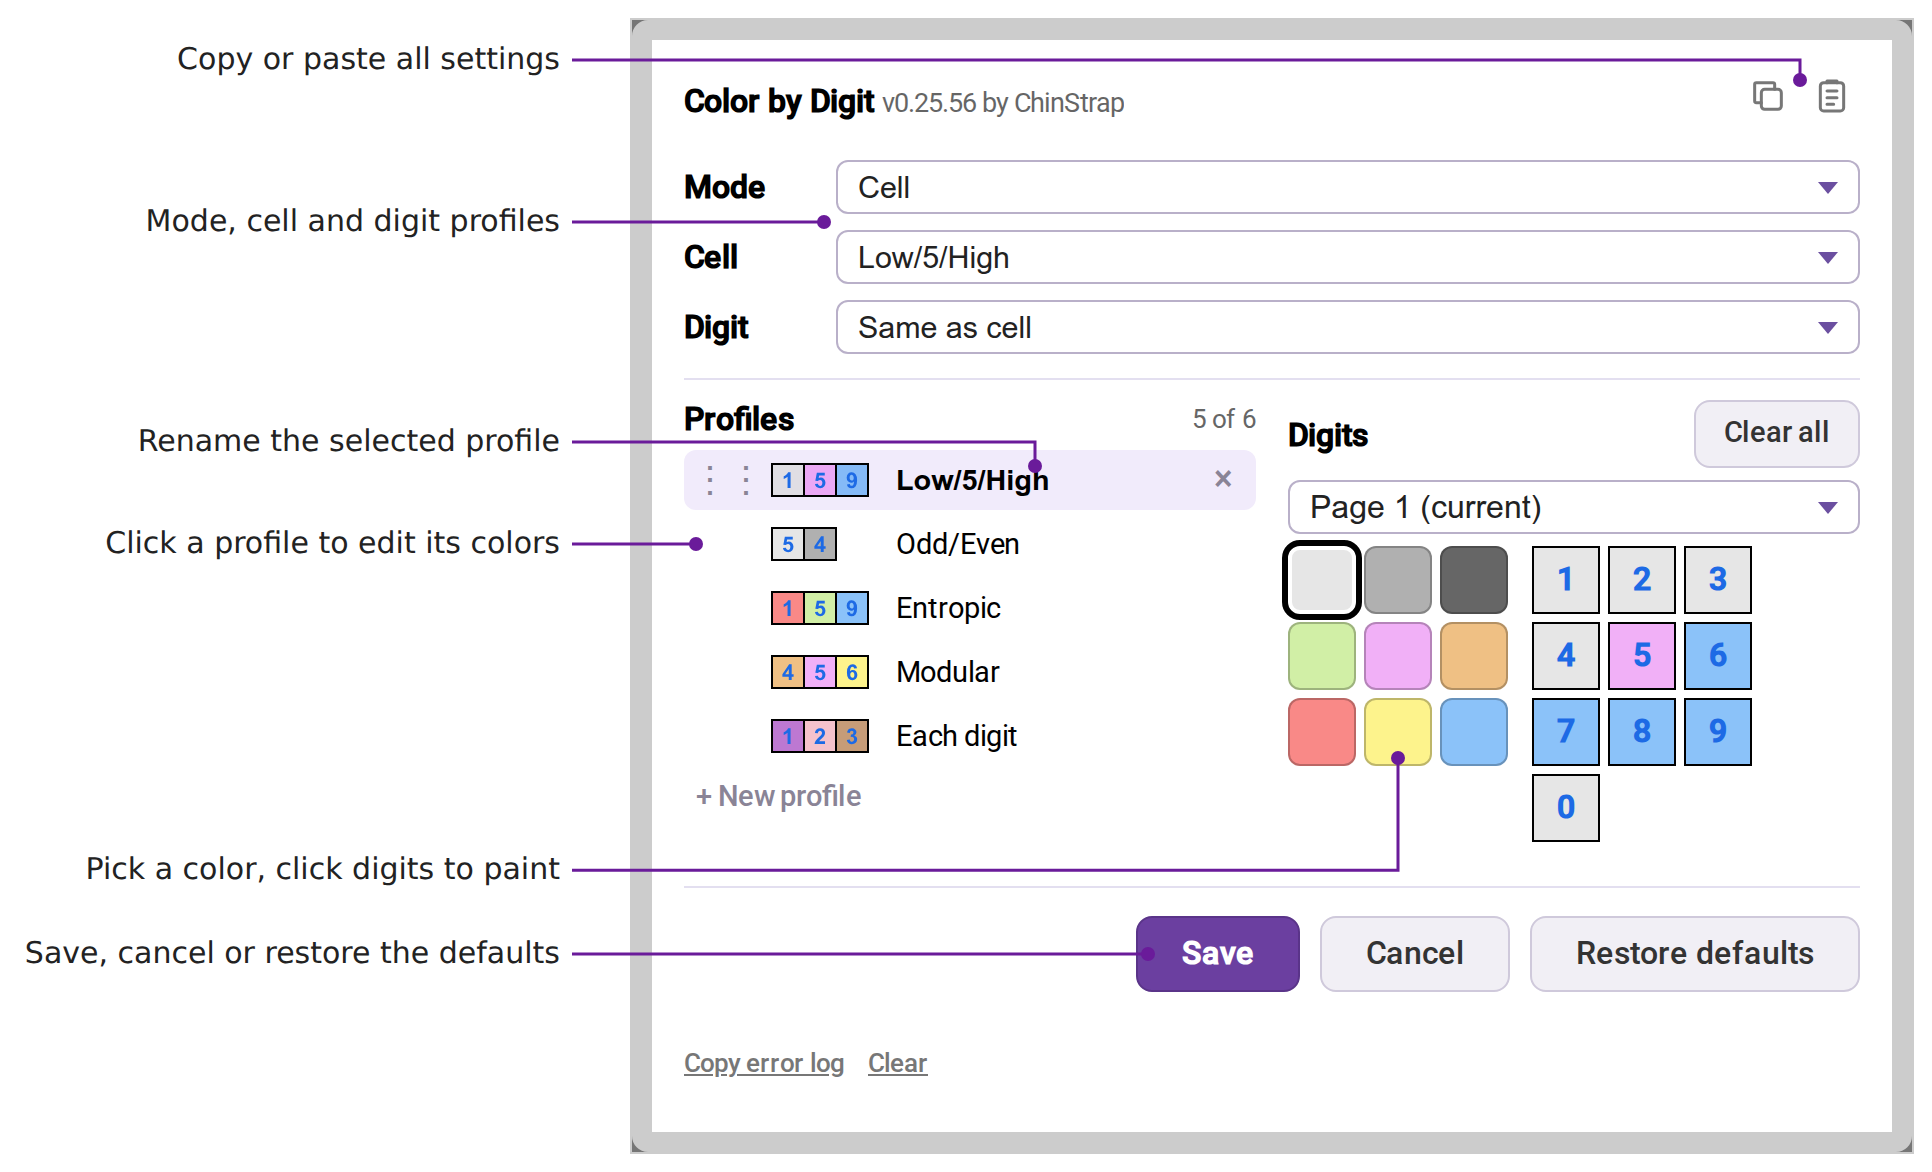 Copy or paste all settings
Color by Digit v0.25.56 by ChinStrap
Mode Cell
Mode, cell and digit profiles
Cell Low/5/High
Digit Same as cell
Profiles 5 of 6
Digits Clear all
Rename the selected profile
1 5 9 Low/5/High ×
Page 1 (current)
Click a profile to edit its colors
5 4 Odd/Even
1 5 9 Entropic
4 5 6 Modular
1 2 3 Each digit
+ New profile
1 2 3
4 5 6
7 8 9
0
Pick a color, click digits to paint
Save, cancel or restore the defaults
Save Cancel Restore defaults
Copy error log Clear